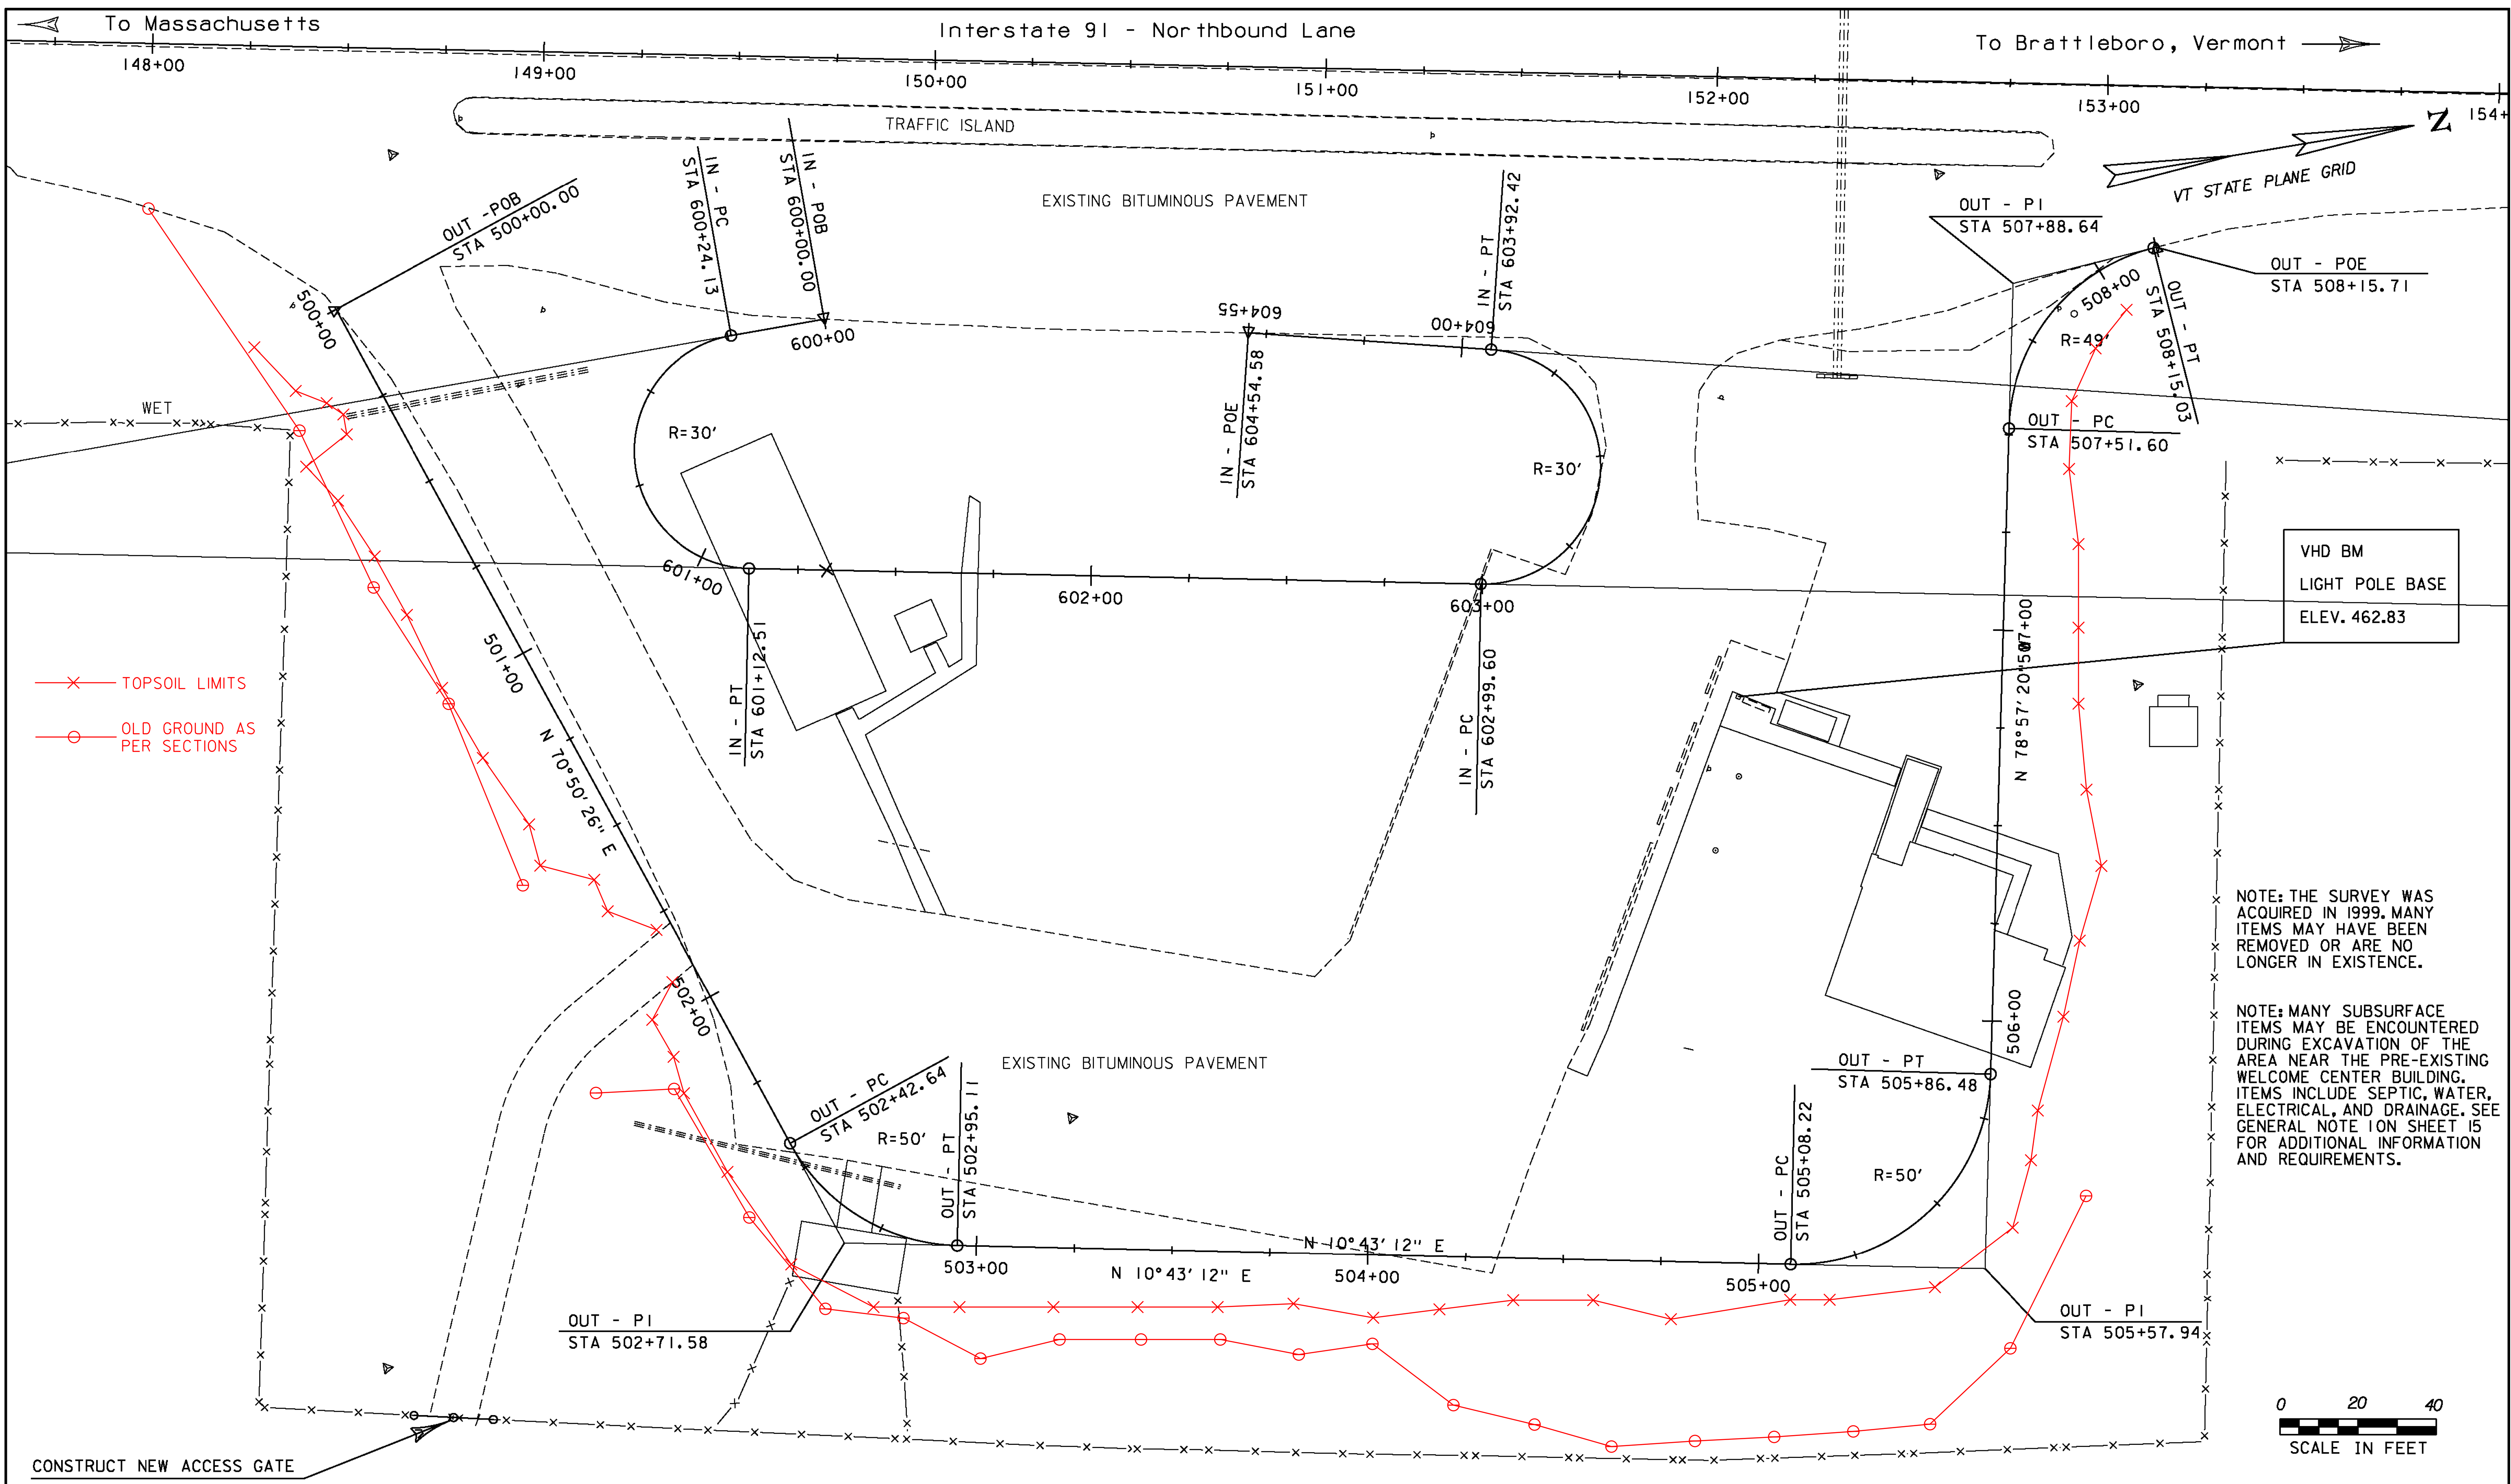 To Massachusetts
Interstate 91 - Northbound Lane
To Brattleboro, Vermont
148+00
149+00
150+00
151+00
152+00
153+00
154+
TRAFFIC ISLAND
Z
VT STATE PLANE GRID
EXISTING BITUMINOUS PAVEMENT
OUT -POB
STA 500+00.00
IN - PC
STA 600+24.13
IN - POB
STA 600+00.00
IN - PT
STA 603+92.42
OUT - PI
STA 507+88.64
OUT - POE
STA 508+15.71
OUT - PT
STA 508+15.03
508+00
R=49'
500+00
600+00
604+55
604+00
IN - POE
STA 604+54.58
WET
R=30'
R=30'
OUT - PC
STA 507+51.60
VHD BM
LIGHT POLE BASE
ELEV. 462.83
601+00
602+00
603+00
IN - PT
STA 601+12.51
IN - PC
STA 602+99.60
501+00
N 70°50'26" E
N 78°57'20"
7+00
TOPSOIL LIMITS
OLD GROUND AS
PER SECTIONS
NOTE: THE SURVEY WAS
ACQUIRED IN 1999. MANY
ITEMS MAY HAVE BEEN
REMOVED OR ARE NO
LONGER IN EXISTENCE.
NOTE: MANY SUBSURFACE
ITEMS MAY BE ENCOUNTERED
DURING EXCAVATION OF THE
AREA NEAR THE PRE-EXISTING
WELCOME CENTER BUILDING.
ITEMS INCLUDE SEPTIC, WATER,
ELECTRICAL, AND DRAINAGE. SEE
GENERAL NOTE 1 ON SHEET 15
FOR ADDITIONAL INFORMATION
AND REQUIREMENTS.
502+00
506+00
EXISTING BITUMINOUS PAVEMENT
OUT - PC
STA 502+42.64
R=50'
OUT - PT
STA 502+95.11
OUT - PT
STA 505+86.48
OUT - PC
STA 505+08.22
R=50'
N 10°43'12" E
503+00
N 10°43'12" E
504+00
505+00
OUT - PI
STA 502+71.58
OUT - PI
STA 505+57.94
CONSTRUCT NEW ACCESS GATE
0 20 40
SCALE IN FEET